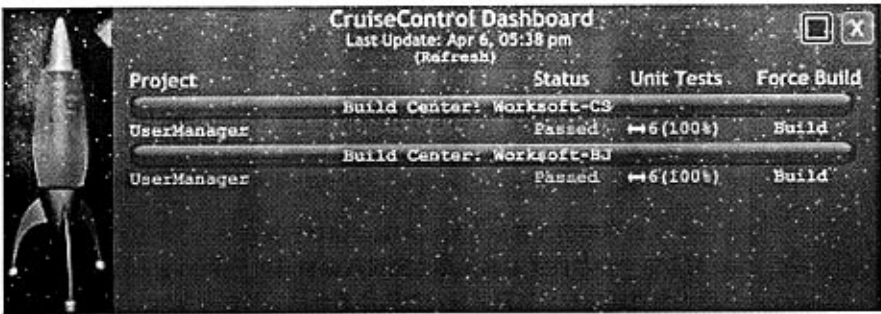 CruiseControl Dashboard
Last Update: Apr 6, 05:38 pm
(Refresh)
Project Status Unit Tests Force Build
Build Center: Worksoft-CS
UserManager Passed 6(100%) Build
Build Center: Worksoft-BJ
UserManager Passed 6(100%) Build
X